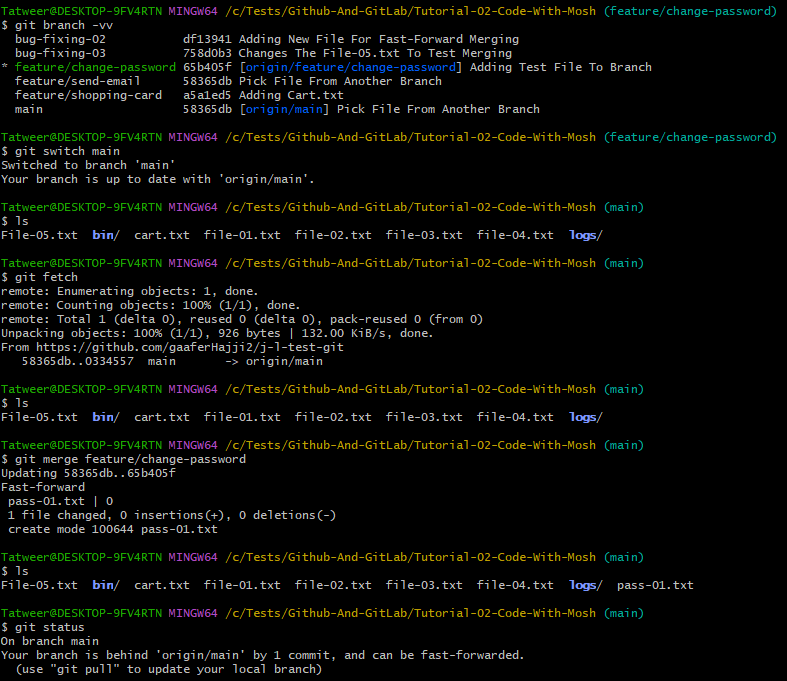 Tatweer@DESKTOP-9FV4RTN MINGW64 /c/Tests/Github-And-GitLab/Tutorial-02-Code-With-Mosh (feature/change-password)
$ git branch -vv
  bug-fixing-02           df13941 Adding New File For Fast-Forward Merging
  bug-fixing-03           758d0b3 Changes The File-05.txt To Test Merging
* feature/change-password 65b405f [origin/feature/change-password] Adding Test File To Branch
  feature/send-email      58365db Pick File From Another Branch
  feature/shopping-card   a5a1ed5 Adding Cart.txt
  main                    58365db [origin/main] Pick File From Another Branch
Tatweer@DESKTOP-9FV4RTN MINGW64 /c/Tests/Github-And-GitLab/Tutorial-02-Code-With-Mosh (feature/change-password)
$ git switch main
Switched to branch 'main'
Your branch is up to date with 'origin/main'.
Tatweer@DESKTOP-9FV4RTN MINGW64 /c/Tests/Github-And-GitLab/Tutorial-02-Code-With-Mosh (main)
$ ls
File-05.txt  bin/  cart.txt  file-01.txt  file-02.txt  file-03.txt  file-04.txt  logs/
Tatweer@DESKTOP-9FV4RTN MINGW64 /c/Tests/Github-And-GitLab/Tutorial-02-Code-With-Mosh (main)
$ git fetch
remote: Enumerating objects: 1, done.
remote: Counting objects: 100% (1/1), done.
remote: Total 1 (delta 0), reused 0 (delta 0), pack-reused 0 (from 0)
Unpacking objects: 100% (1/1), 926 bytes | 132.00 KiB/s, done.
From https://github.com/gaaferHajji2/j-l-test-git
   58365db..0334557  main       -> origin/main
Tatweer@DESKTOP-9FV4RTN MINGW64 /c/Tests/Github-And-GitLab/Tutorial-02-Code-With-Mosh (main)
$ ls
File-05.txt  bin/  cart.txt  file-01.txt  file-02.txt  file-03.txt  file-04.txt  logs/
Tatweer@DESKTOP-9FV4RTN MINGW64 /c/Tests/Github-And-GitLab/Tutorial-02-Code-With-Mosh (main)
$ git merge feature/change-password
Updating 58365db..65b405f
Fast-forward
 pass-01.txt | 0
 1 file changed, 0 insertions(+), 0 deletions(-)
 create mode 100644 pass-01.txt
Tatweer@DESKTOP-9FV4RTN MINGW64 /c/Tests/Github-And-GitLab/Tutorial-02-Code-With-Mosh (main)
$ ls
File-05.txt  bin/  cart.txt  file-01.txt  file-02.txt  file-03.txt  file-04.txt  logs/  pass-01.txt
Tatweer@DESKTOP-9FV4RTN MINGW64 /c/Tests/Github-And-GitLab/Tutorial-02-Code-With-Mosh (main)
$ git status
On branch main
Your branch is behind 'origin/main' by 1 commit, and can be fast-forwarded.
  (use "git pull" to update your local branch)